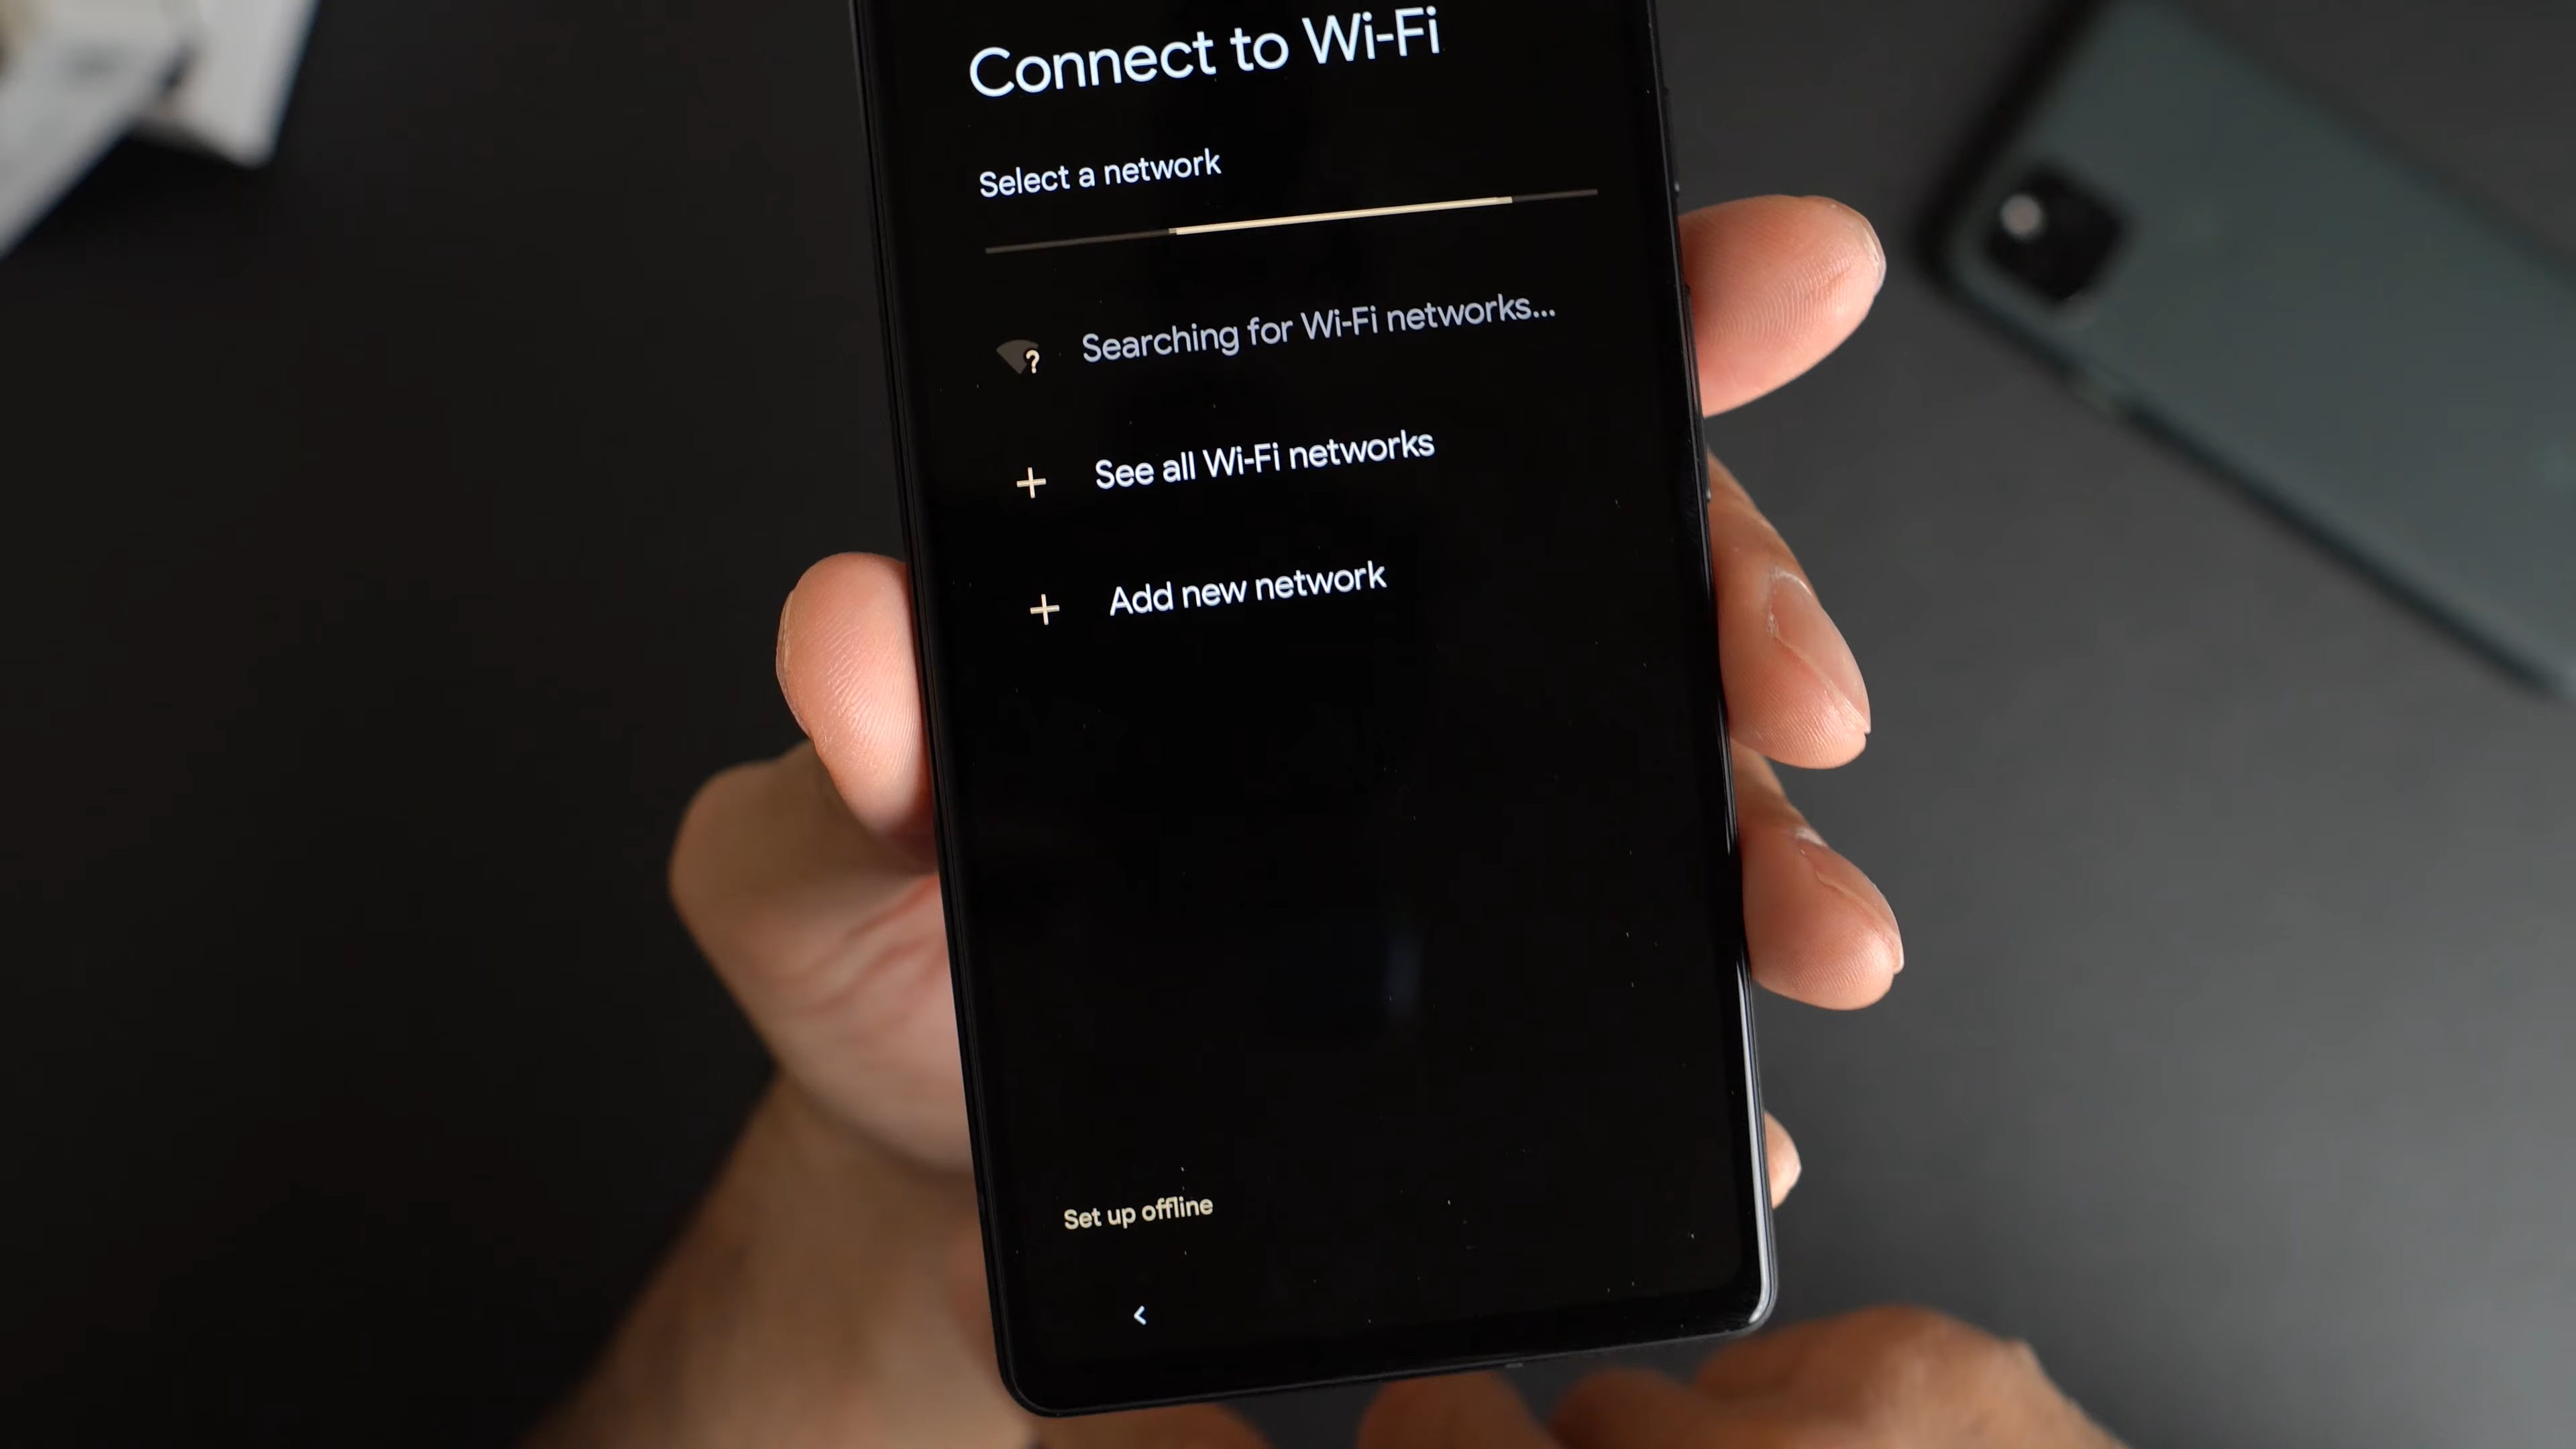 Connect to Wi-Fi
Select a network
Searching for Wi-Fi networks...
See all Wi-Fi networks
Add new network
Set up offline